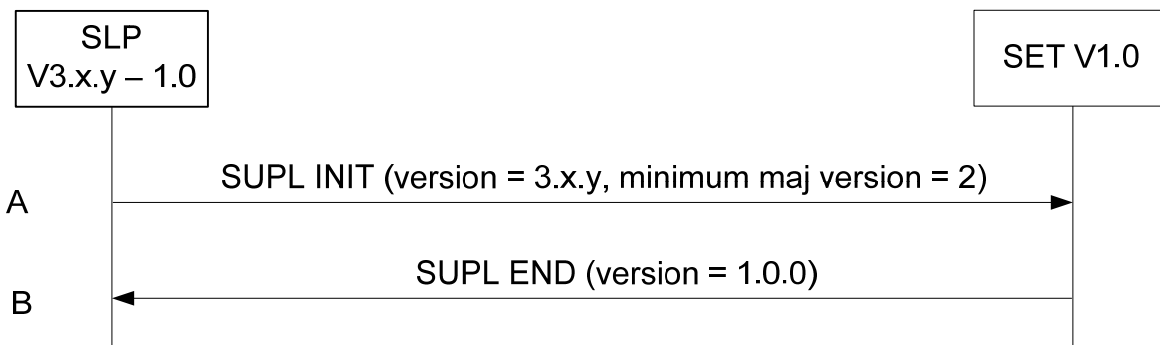 SLP
V3.x.y – 1.0
SET V1.0
SUPL INIT (version = 3.x.y, minimum maj version = 2)
A
SUPL END (version = 1.0.0)
B